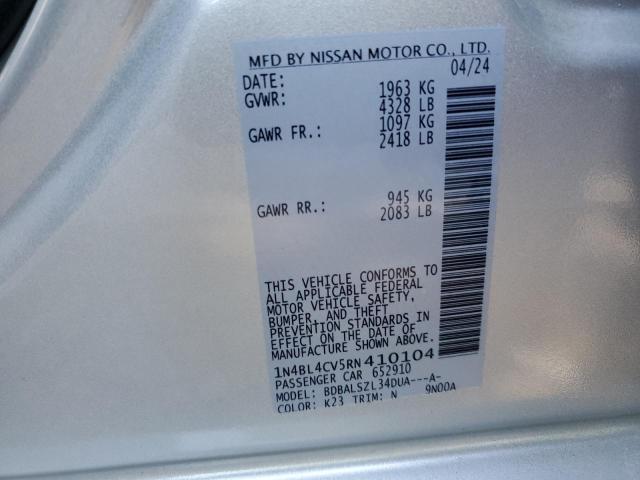 MFD BY NISSAN MOTOR CO., LTD.
DATE: 04/24
GVWR: 1963 KG
4328 LB
GAWR FR.: 1097 KG
2418 LB
GAWR RR.: 945 KG
2083 LB
THIS VEHICLE CONFORMS TO
ALL APPLICABLE FEDERAL
MOTOR VEHICLE SAFETY,
BUMPER, AND THEFT
PREVENTION STANDARDS IN
EFFECT ON THE DATE OF
MANUFACTURE SHOWN ABOVE.
1N4BL4CV5RN410104
PASSENGER CAR 652910
MODEL: BDBALSZL34DUA---A-
COLOR: K23 TRIM: N 9N00A